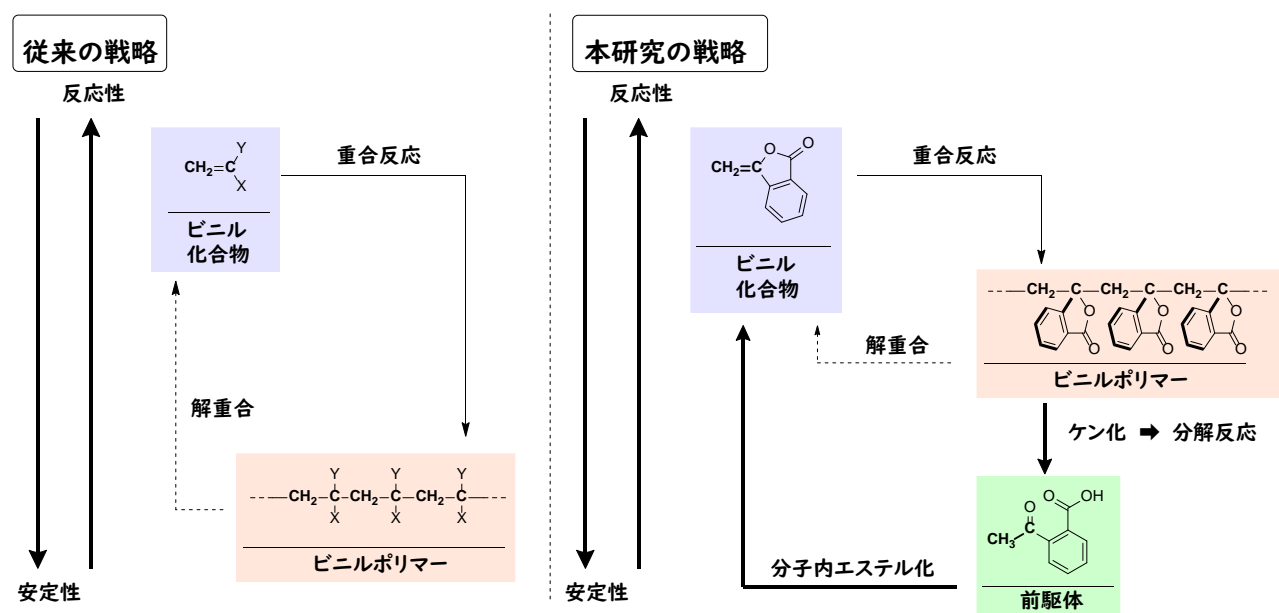 従来の戦略
反応性
CH₂=C
Y
X
ビニル
化合物
重合反応
解重合
Y Y Y
---CH₂-C-CH₂-C-CH₂-C---
X X X
ビニルポリマー
安定性
本研究の戦略
反応性
O O
CH₂=C
ビニル
化合物
重合反応
---CH₂-C-CH₂-C-CH₂-C---
O O O
O O O
ビニルポリマー
解重合
ケン化 ➡ 分解反応
O O OH
CH₃ C
前駆体
分子内エステル化
安定性